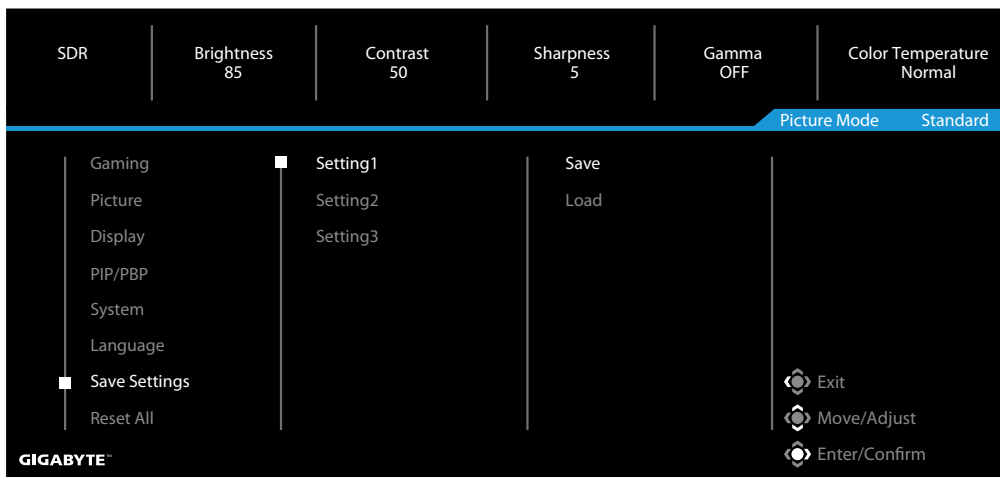 SDR
Brightness
85
Contrast
50
Sharpness
5
Gamma
OFF
Color Temperature
Normal
Picture Mode Standard
Gaming
Picture
Display
PIP/PBP
System
Language
Save Settings
Reset All
Setting1
Setting2
Setting3
Save
Load
Exit
Move/Adjust
Enter/Confirm
GIGABYTE™